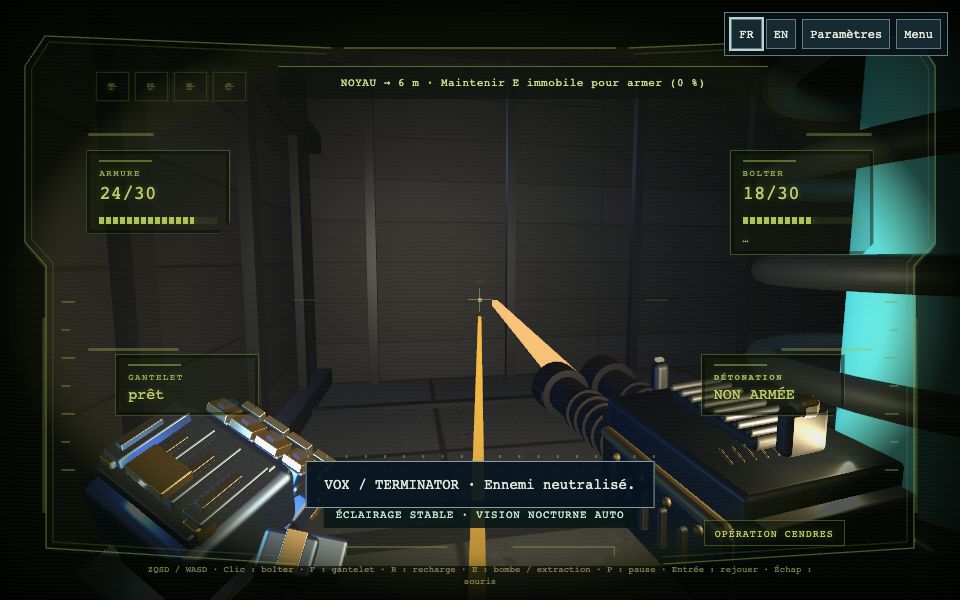 FR EN Paramètres Menu
NOYAU → 6 m · Maintenir E immobile pour armer (0 %)
ARMURE
24/30
BOLTER
18/30
…
GANTELET
prêt
DÉTONATION
NON ARMÉE
VOX / TERMINATOR · Ennemi neutralisé.
ÉCLAIRAGE STABLE · VISION NOCTURNE AUTO
OPÉRATION CENDRES
ZQSD / WASD · Clic : bolter · F : gantelet · R : recharge · E : bombe / extraction · P : pause · Entrée : rejouer · Échap :
souris